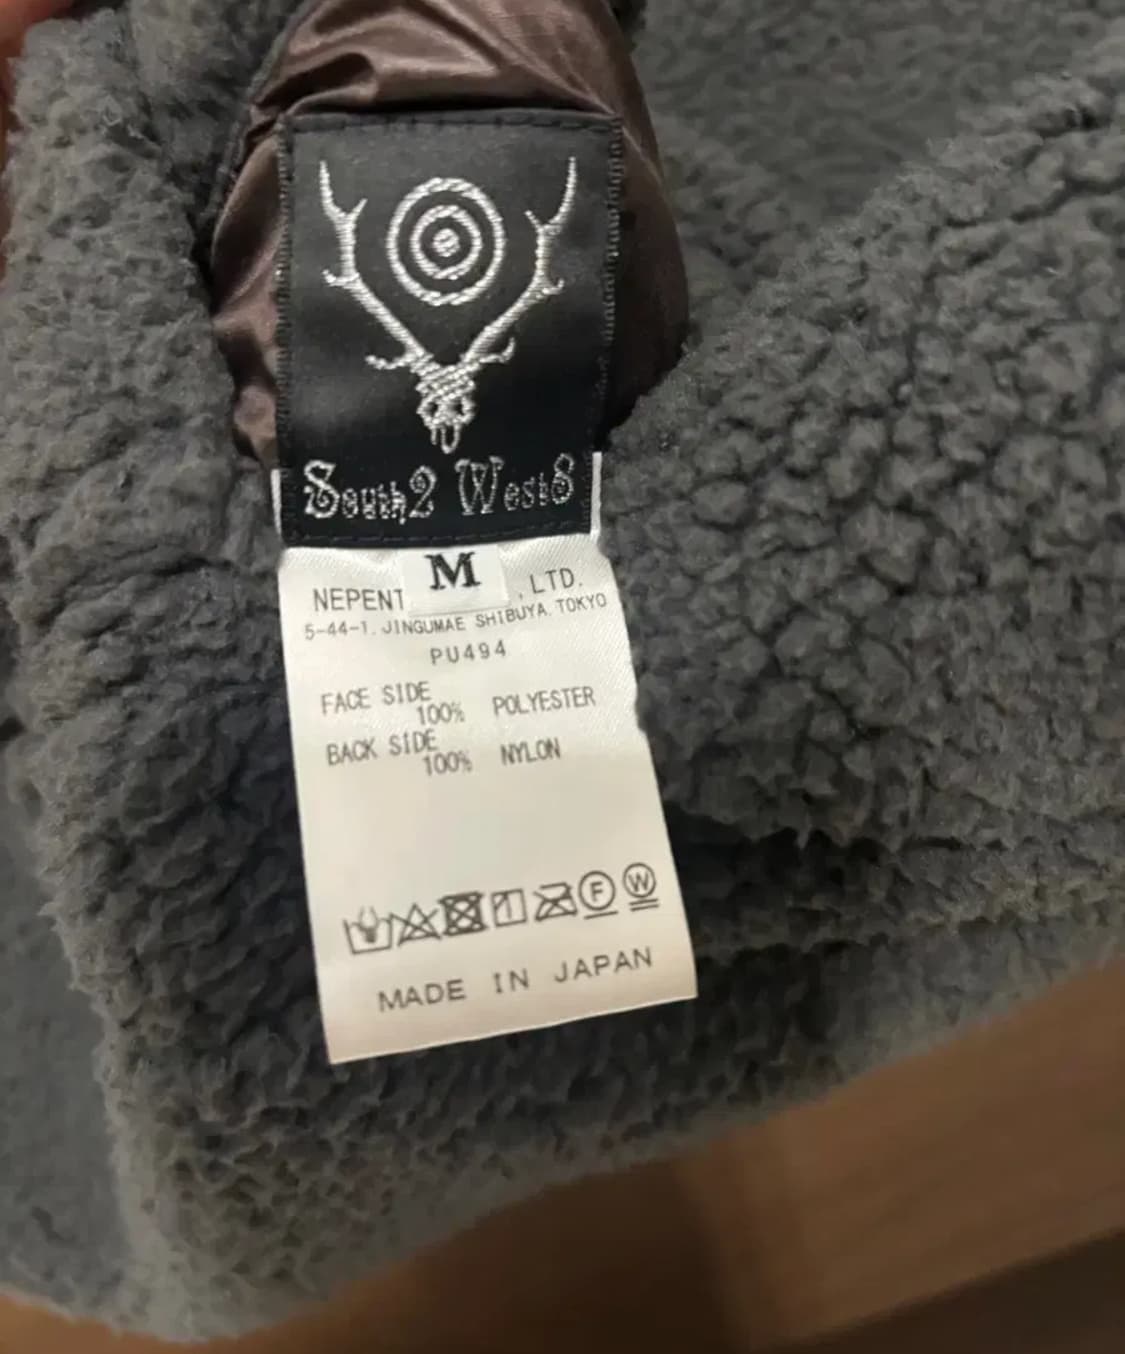 South2 West8
M
NEPENT , LTD.
5-44-1. JINGUMAE SHIBUYA. TOKYO
PU494
FACE SIDE
100% POLYESTER
BACK SIDE
100% NYLON
F W
MADE IN JAPAN